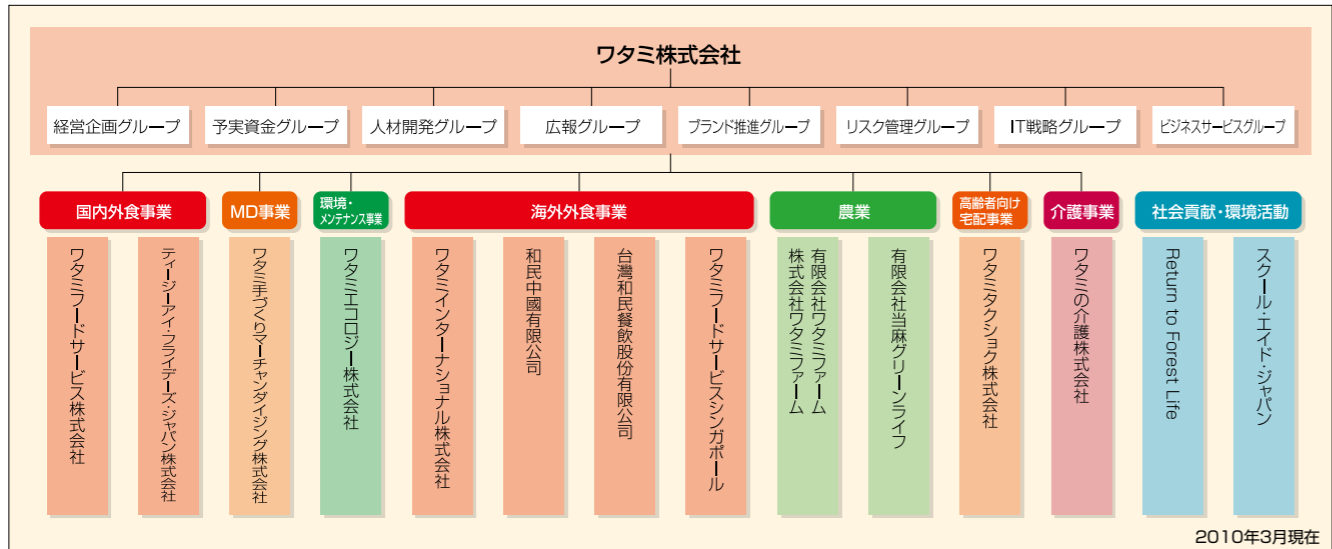 ワタミ株式会社
経営企画グループ
予実資金グループ
人材開発グループ
広報グループ
ブランド推進グループ
リスク管理グループ
IT戦略グループ
ビジネスサービスグループ
国内外食事業
ワタミフードサービス株式会社
ティージーアイ・フライデーズ・ジャパン株式会社
MD事業
ワタミ手づくりマーチャンダイジング株式会社
環境・
メンテナンス事業
ワタミエコロジー株式会社
海外外食事業
ワタミインターナショナル株式会社
和民中國有限公司
台灣和民餐飲股份有限公司
ワタミフードサービスシンガポール
農業
有限会社ワタミファーム
株式会社ワタミファーム
有限会社当麻グリーンライフ
高齢者向け
宅配事業
ワタミタクショク株式会社
介護事業
ワタミの介護株式会社
社会貢献・環境活動
Return to Forest Life
スクール・エイド・ジャパン
2010年3月現在